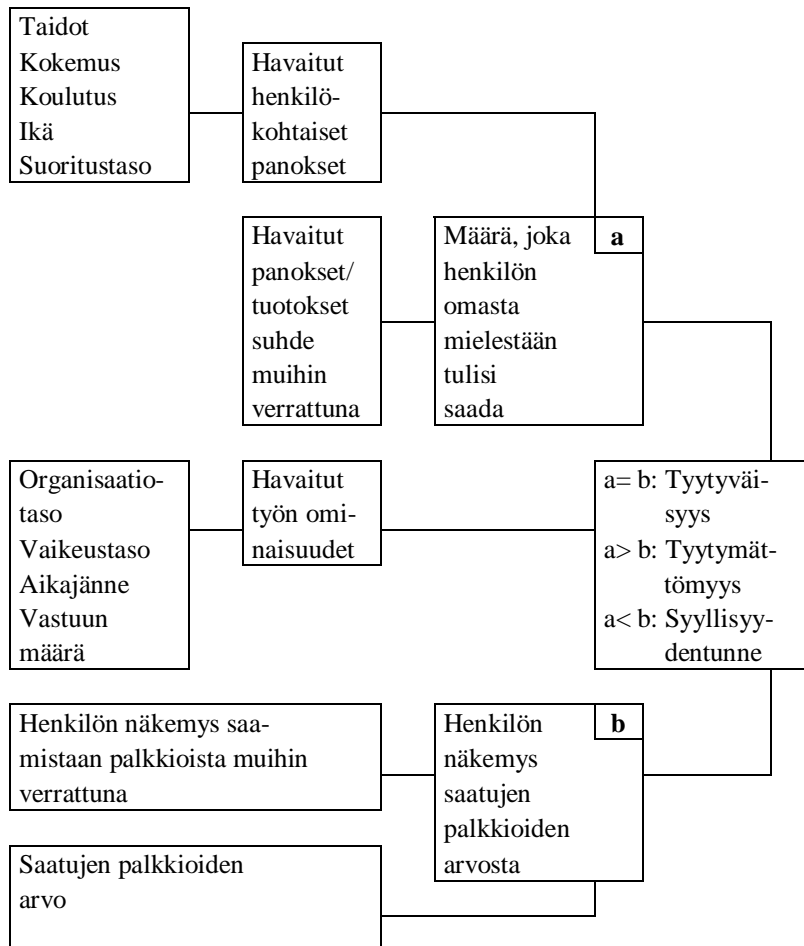 Taidot
Kokemus
Koulutus
Ikä
Suoritustaso
Havaitut
henkilö-
kohtaiset
panokset
Havaitut
panokset/
tuotokset
suhde
muihin
verrattuna
Määrä, joka
henkilön
omasta
mielestään
tulisi
saada
a
Organisaatio-
taso
Vaikeustaso
Aikajänne
Vastuun
määrä
Havaitut
työn omi-
naisuudet
a= b: Tyytyväi-
syys
a> b: Tyytymät-
tömyys
a< b: Syyllisyy-
dentunne
Henkilön näkemys saa-
mistaan palkkioista muihin
verrattuna
Henkilön
näkemys
saatujen
palkkioiden
arvosta
b
Saatujen palkkioiden
arvo